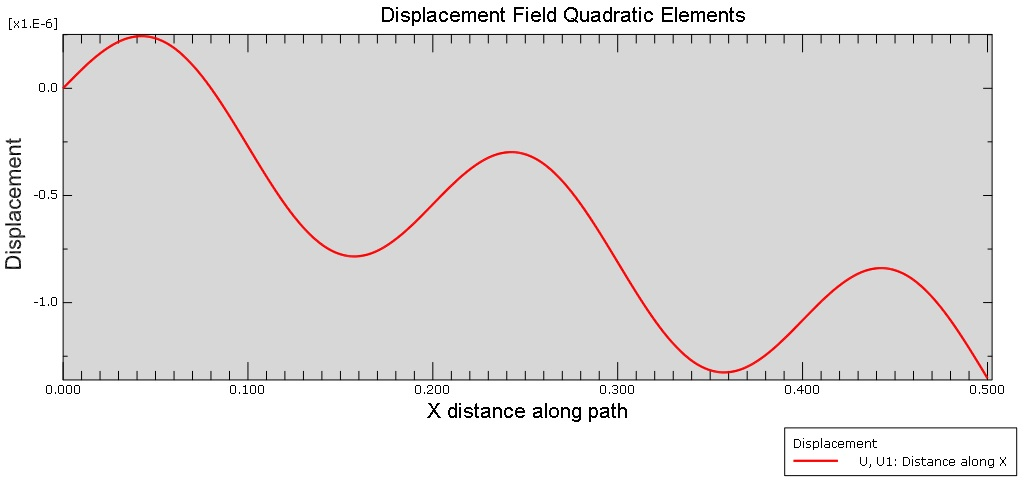 Displacement Field Quadratic Elements
[x1.E-6]
0.0
-0.5
-1.0
Displacement
0.000 0.100 0.200 0.300 0.400 0.500
X distance along path
Displacement
U, U1: Distance along X